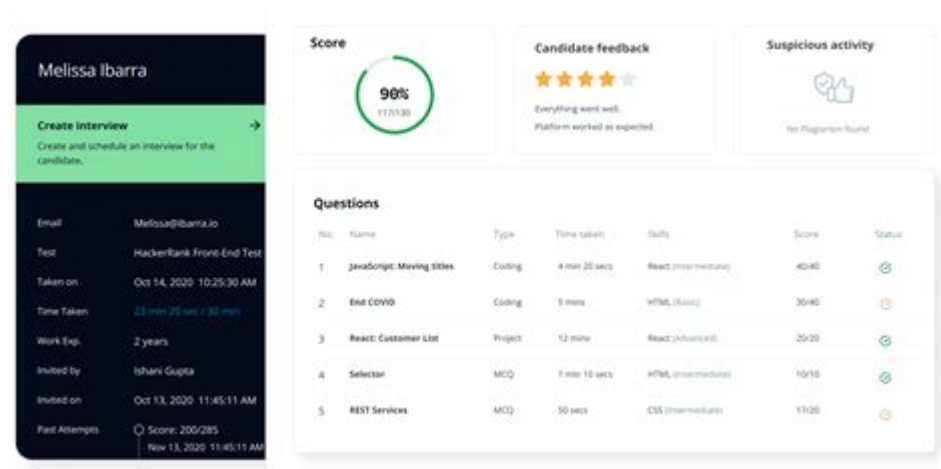 Melissa Ibarra
Create Interview →
Create and schedule an interview for the
candidate.
Email Melissa@ibarra.io
Test HackerRank Front-End Test
Taken on Oct 14, 2020 10:25:30 AM
Time Taken 23 min 20 sec / 30 min
Work Exp. 2 years
Invited by Ishani Gupta
Invited on Oct 13, 2020 11:45:11 AM
Past Attempts Score: 200/285
Nov 13, 2020 11:45:11 AM
Score
90%
117/130
Candidate feedback
Everything went well.
Platform worked as expected.
Suspicious activity
No Plagiarism found
Questions
No. Name Type Time taken Skills Score Status
1 JavaScript: Moving titles Coding 4 min 20 secs React (Intermediate) 40/40
2 End COVID Coding 5 mins HTML (Basic) 30/40
3 React: Customer List Project 12 mins React (Advanced) 20/20
4 Selector MCQ 1 min 10 secs HTML (Intermediate) 10/10
5 REST Services MCQ 50 secs CSS (Intermediate) 17/20